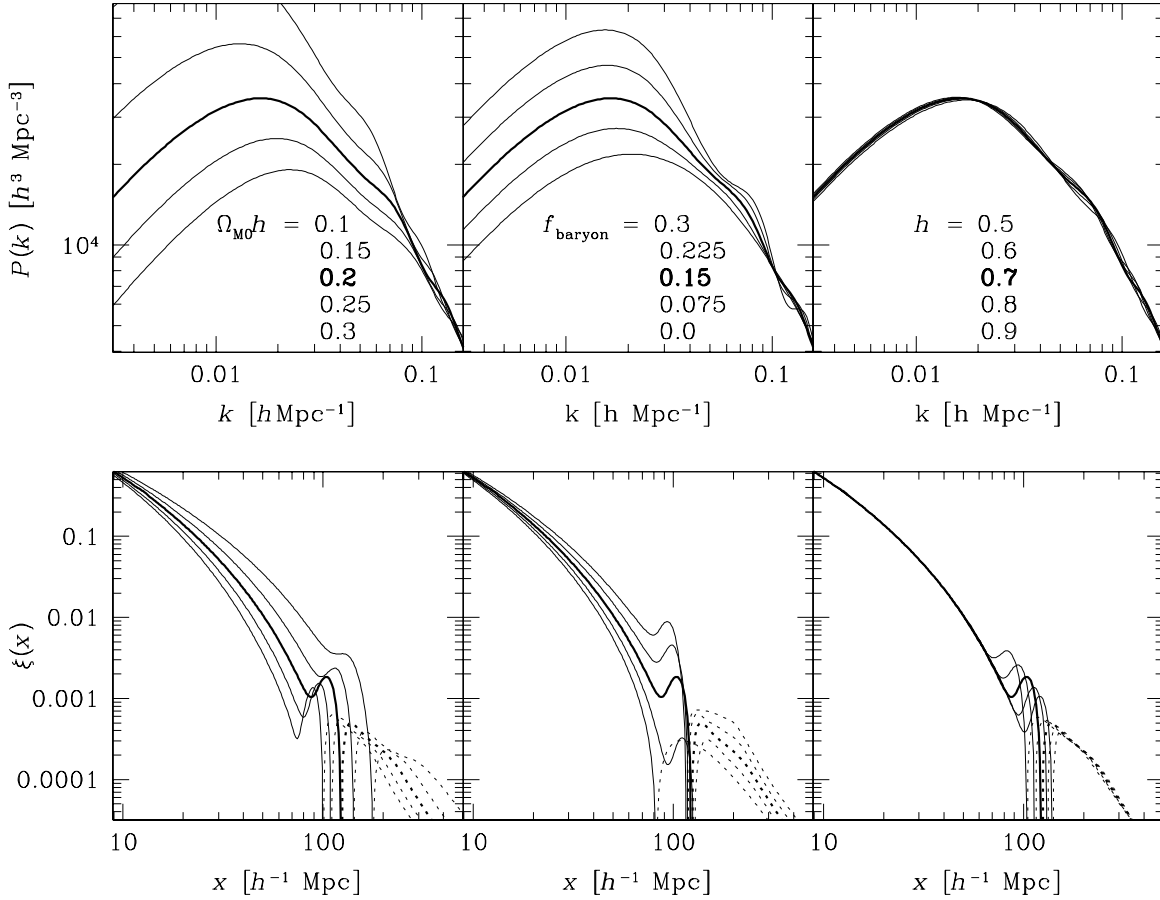 P(k) [h³ Mpc⁻³]
10⁴
Ω_M0 h = 0.1
0.15
0.2
0.25
0.3
f_baryon = 0.3
0.225
0.15
0.075
0.0
h = 0.5
0.6
0.7
0.8
0.9
0.01 0.1 0.01 0.1 0.01 0.1
k [h Mpc⁻¹] k [h Mpc⁻¹] k [h Mpc⁻¹]
ξ(x)
0.1
0.01
0.001
0.0001
10 100 10 100 10 100
x [h⁻¹ Mpc] x [h⁻¹ Mpc] x [h⁻¹ Mpc]